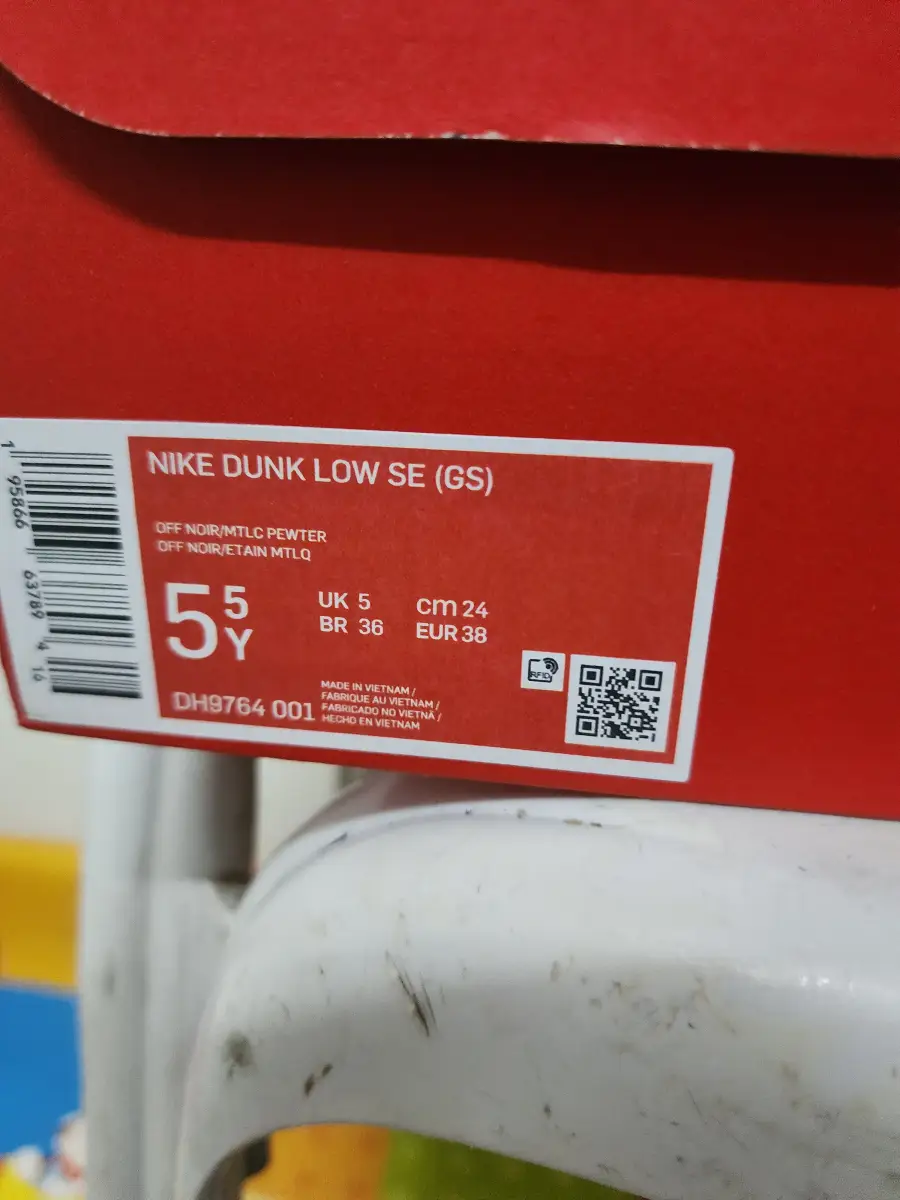 NIKE DUNK LOW SE (GS)
OFF NOIR/MTLC PEWTER
OFF NOIR/ETAIN MTLQ
5 5 Y
UK 5 cm 24
BR 36 EUR 38
DH9764 001
MADE IN VIETNAM /
FABRIQUE AU VIETNAM /
FABRICADO NO VIETNÃ /
HECHO EN VIETNAM
RFID
1 95866 63789 4 16